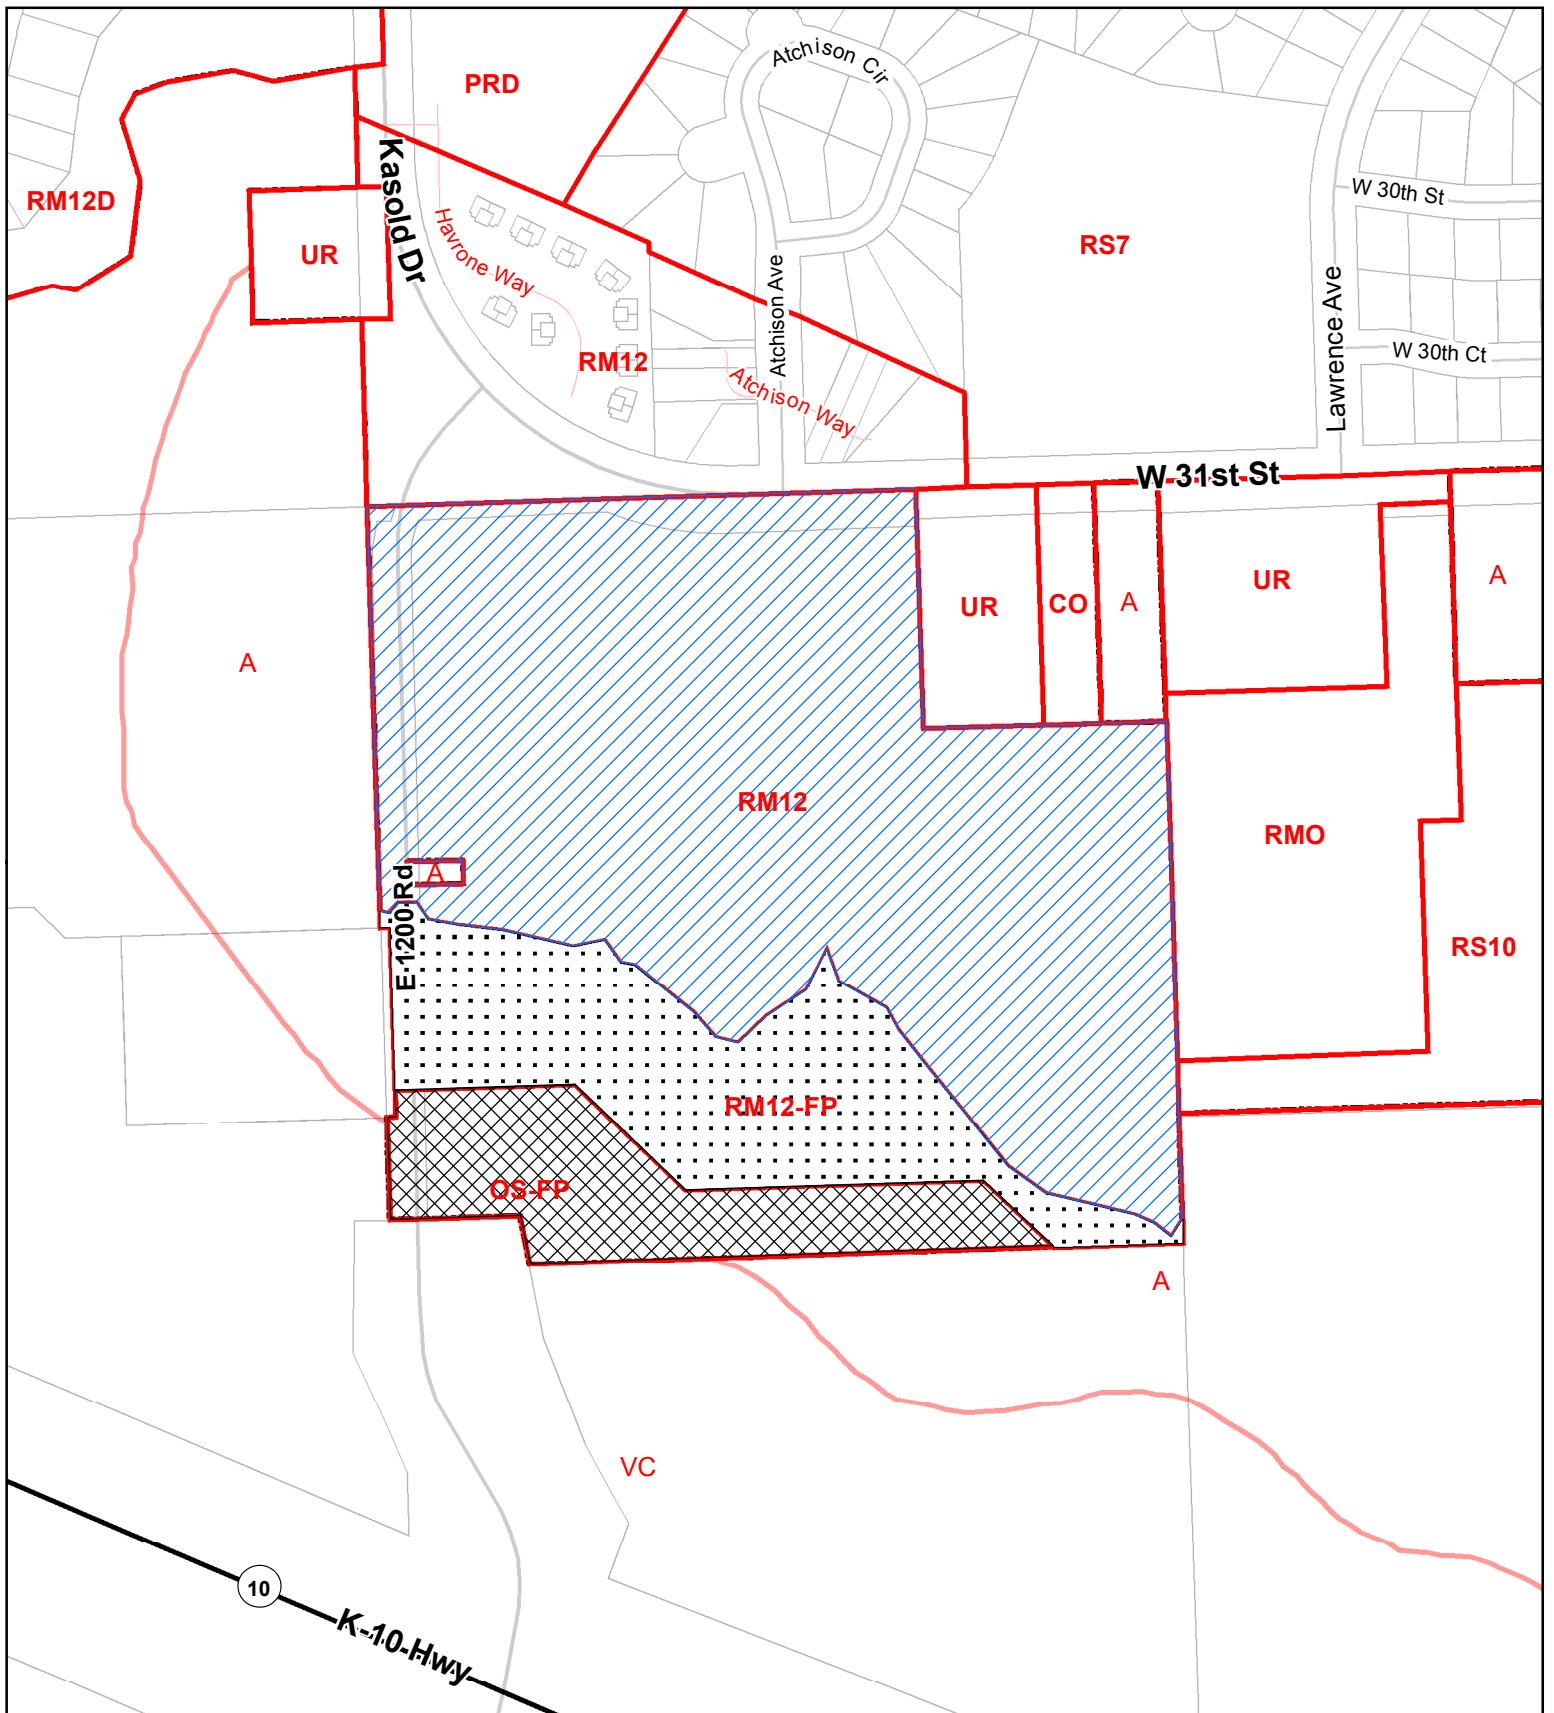 Atchison Cir
PRD
Kasold Dr
RM12D
W 30th St
UR
Havrone Way
RS7
Atchison Ave
Lawrence Ave
RM12
W 30th Ct
Atchison Way
W 31st St
A
UR
CO
A
UR
A
RM12
RMO
A
E 1200 Rd
RS10
RM12-FP
OS-FP
A
VC
10
K-10-Hwy